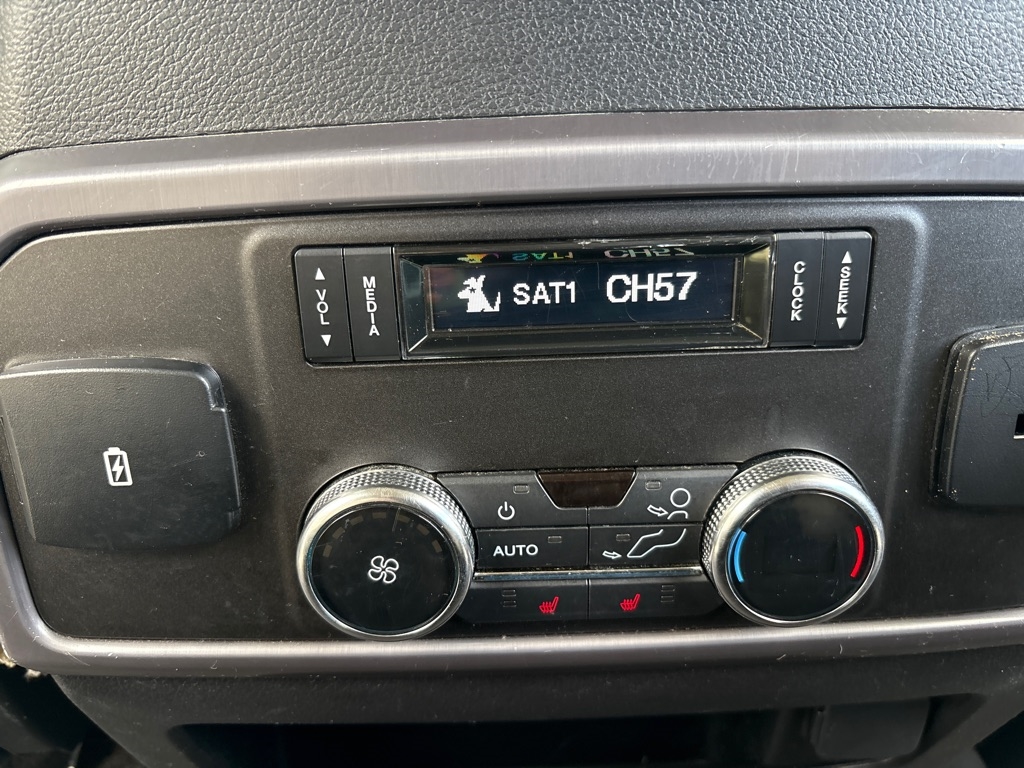 VOL
MEDIA
SAT1 CH57
CLOCK
SEEK
AUTO